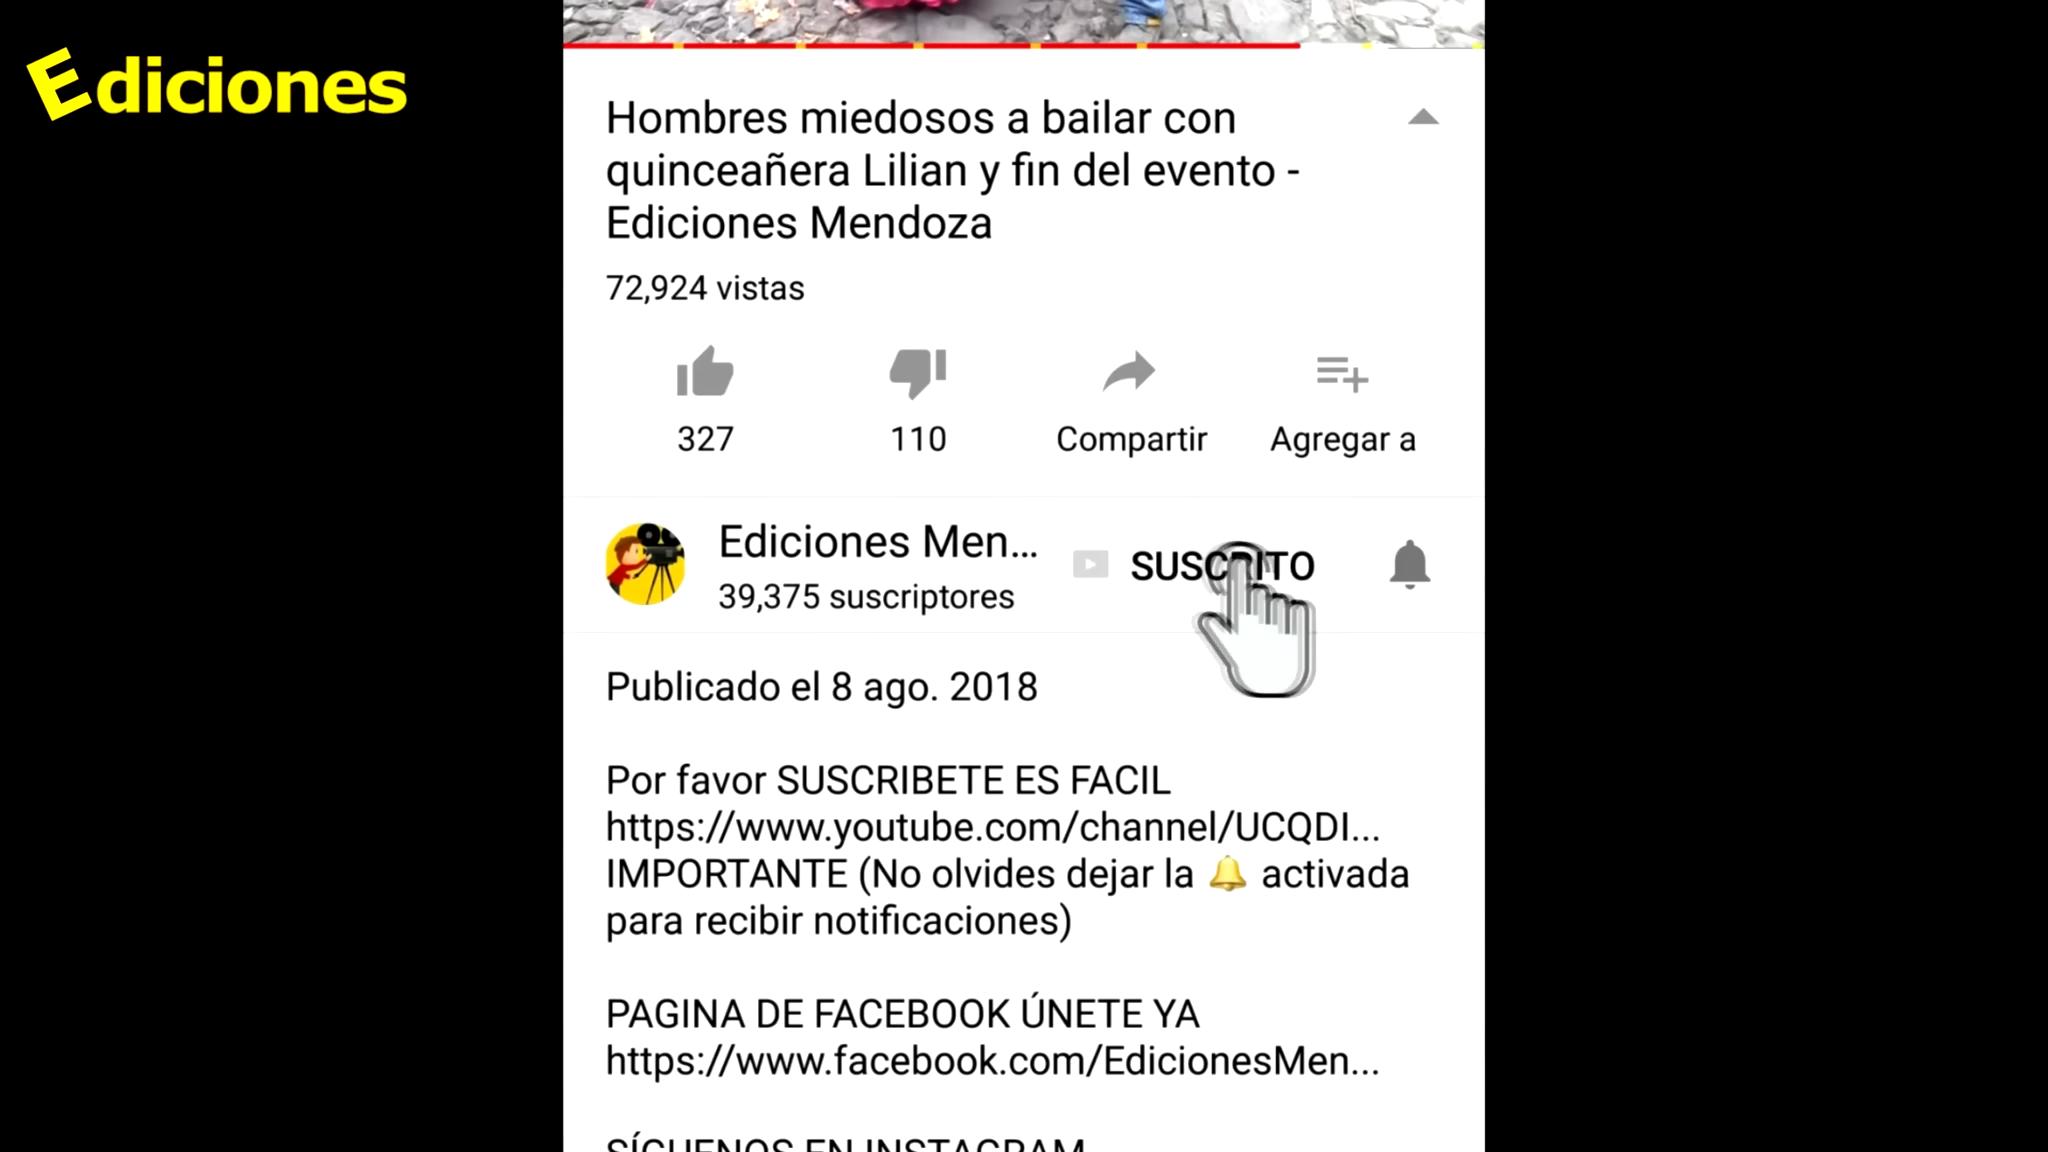 Ediciones
Hombres miedosos a bailar con
quinceañera Lilian y fin del evento -
Ediciones Mendoza
72,924 vistas
327
110
Compartir
Agregar a
Ediciones Men...
SUSCRITO
39,375 suscriptores
Publicado el 8 ago. 2018
Por favor SUSCRIBETE ES FACIL
https://www.youtube.com/channel/UCQDI...
IMPORTANTE (No olvides dejar la 🔔 activada
para recibir notificaciones)
PAGINA DE FACEBOOK ÚNETE YA
https://www.facebook.com/EdicionesMen...
SÍGUENOS EN INSTAGRAM